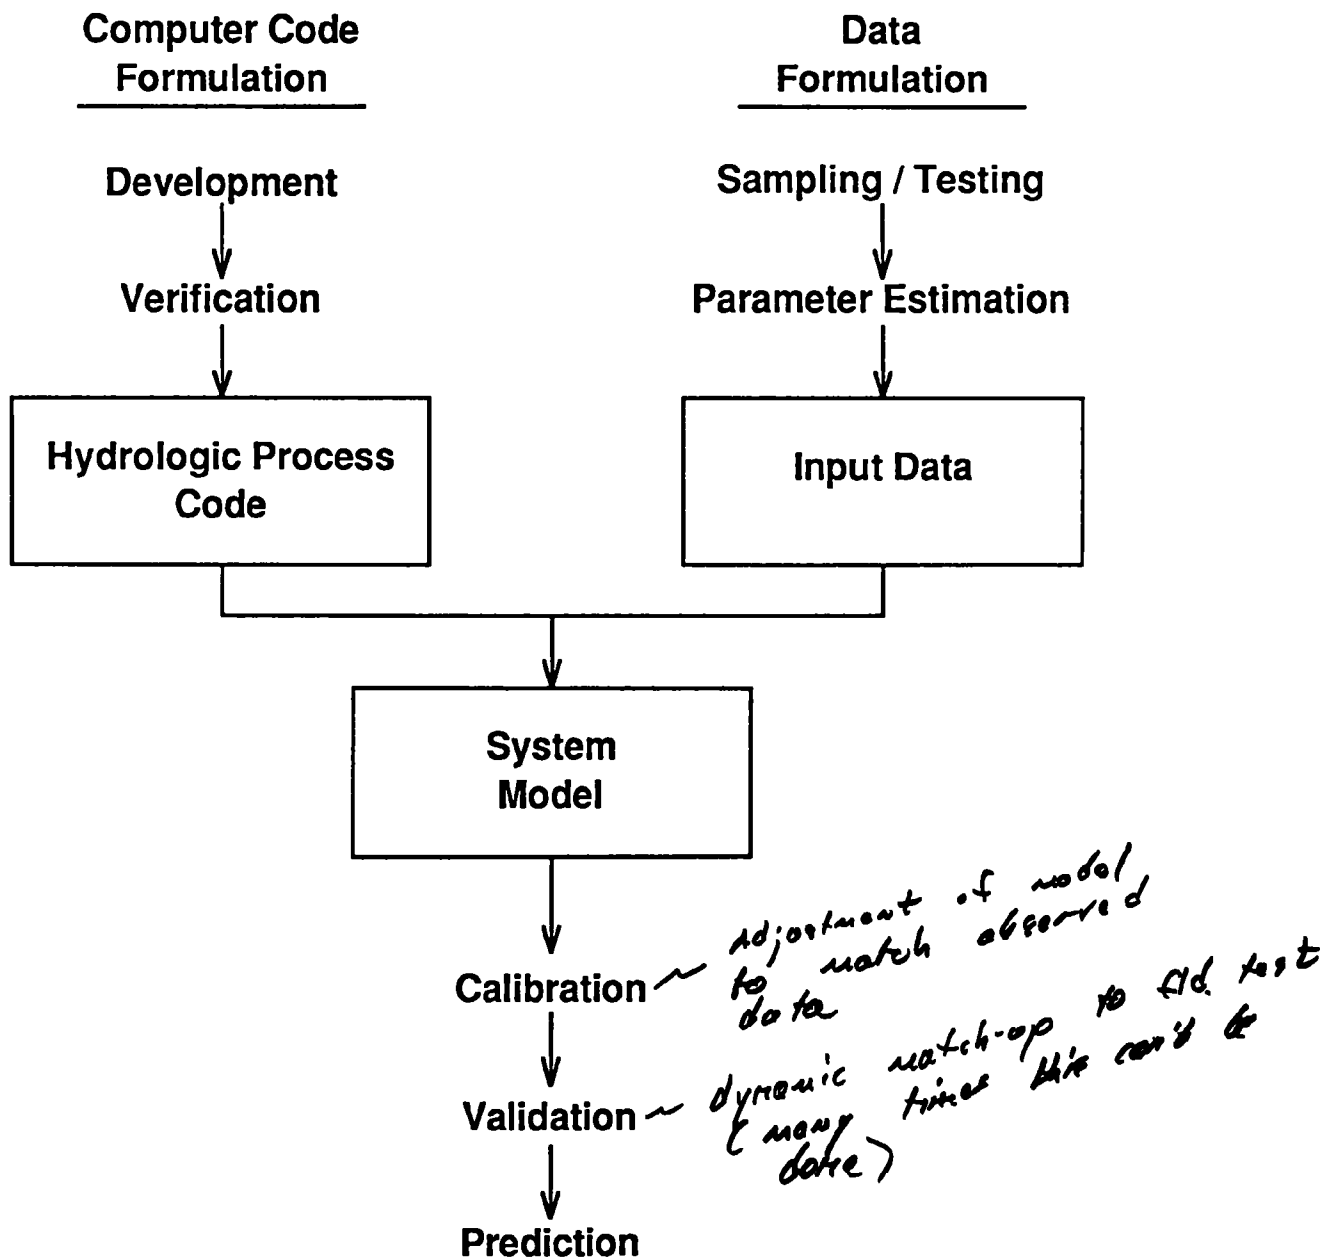 Computer Code
Formulation
Data
Formulation
Development
Sampling / Testing
Verification
Parameter Estimation
Hydrologic Process
Code
Input Data
System
Model
Calibration
Adjustment of model
to match observed
data
Validation
dynamic match-up to fld. test
(many times this can't be
done)
Prediction